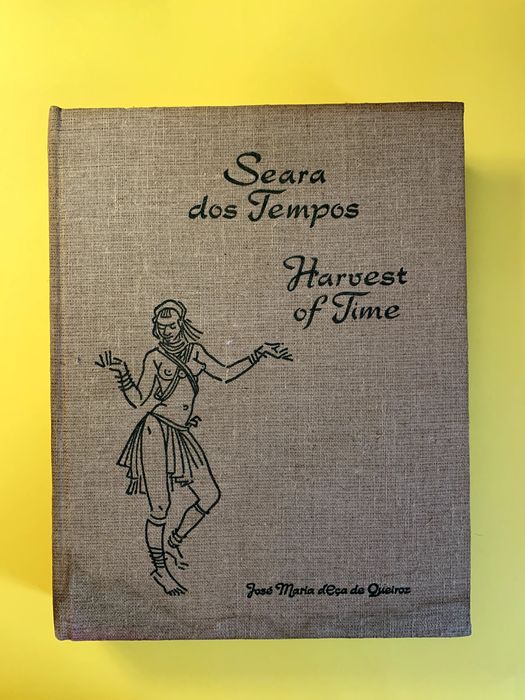 Seara
dos Tempos
Harvest
of Time
José Maria d'Eça de Queiroz